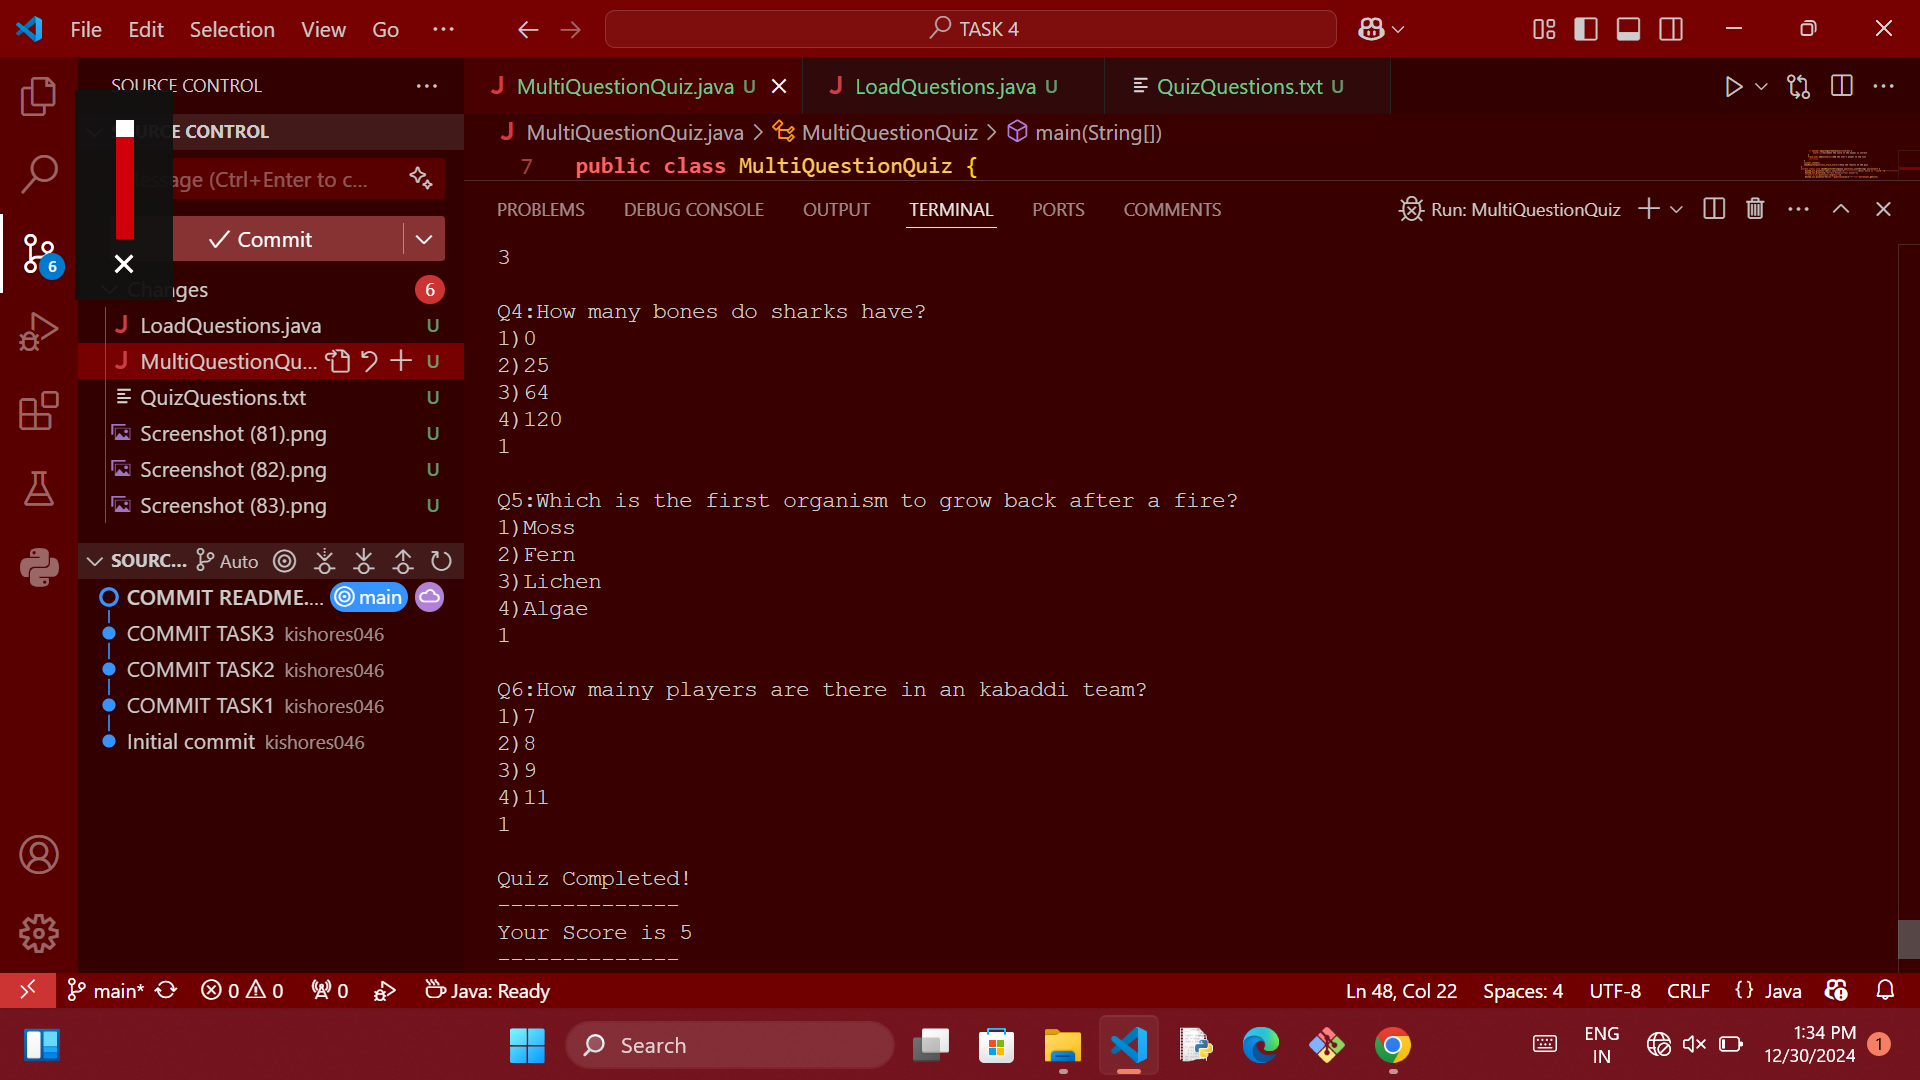 File Edit Selection View Go ···
TASK 4
SOURCE CONTROL ···
MultiQuestionQuiz.java U
LoadQuestions.java U
QuizQuestions.txt U
URCE CONTROL
MultiQuestionQuiz.java > MultiQuestionQuiz > main(String[])
7 public class MultiQuestionQuiz {
essage (Ctrl+Enter to c...
Commit
Changes 6
LoadQuestions.java U
MultiQuestionQu... U
QuizQuestions.txt U
Screenshot (81).png U
Screenshot (82).png U
Screenshot (83).png U
SOURC... Auto
COMMIT README.... main
COMMIT TASK3 kishores046
COMMIT TASK2 kishores046
COMMIT TASK1 kishores046
Initial commit kishores046
6
PROBLEMS DEBUG CONSOLE OUTPUT TERMINAL PORTS COMMENTS
Run: MultiQuestionQuiz
3
Q4:How many bones do sharks have?
1)0
2)25
3)64
4)120
1
Q5:Which is the first organism to grow back after a fire?
1)Moss
2)Fern
3)Lichen
4)Algae
1
Q6:How mainy players are there in an kabaddi team?
1)7
2)8
3)9
4)11
1
Quiz Completed!
--------------
Your Score is 5
--------------
main* 0 0 0 Java: Ready
Ln 48, Col 22 Spaces: 4 UTF-8 CRLF {} Java
Search
ENG
IN
1:34 PM
12/30/2024
1